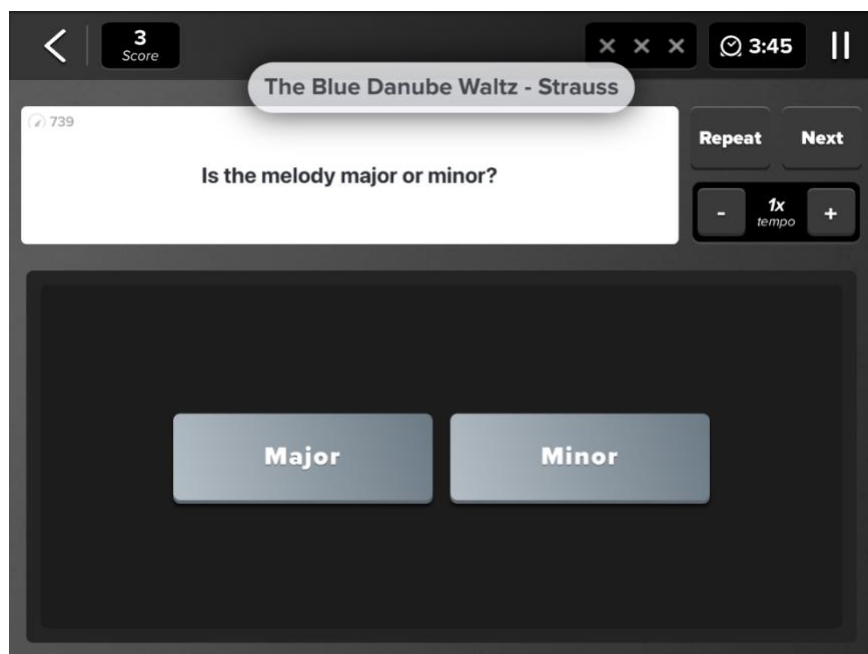 3
Score
× × ×
3:45
The Blue Danube Waltz - Strauss
739
Is the melody major or minor?
Repeat
Next
-
1x
tempo
+
Major
Minor